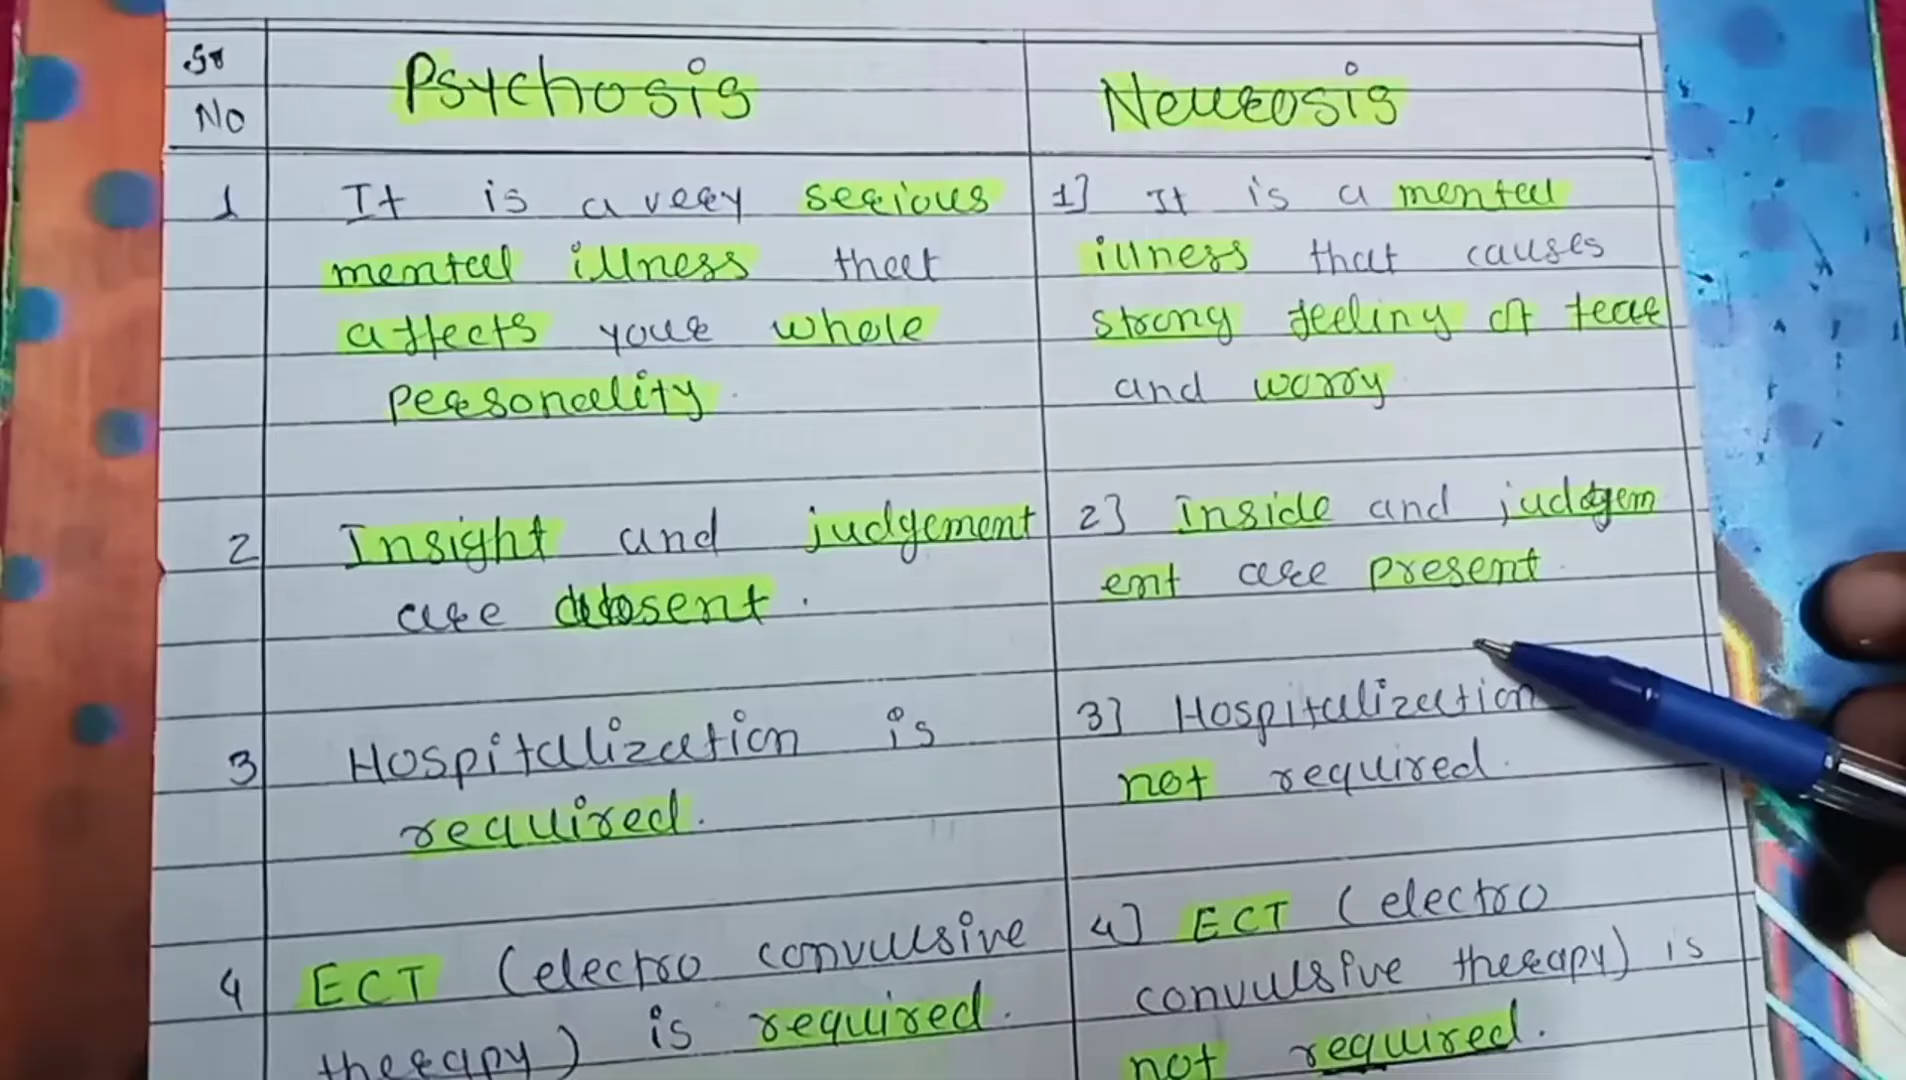 Sr
No
Psychosis
Neurosis
1
It is a very serious
mental illness that
affects your whole
personality.
1] It is a mental
illness that causes
strong feeling of fear
and worry
2
Insight and judgement
are absent.
2] Inside and judgem
ent are present.
3
Hospitalization is
required.
3] Hospitalization
not required.
4
ECT (electro convulsive
therapy) is required.
4] ECT (electro
convulsive therapy) is
not required.